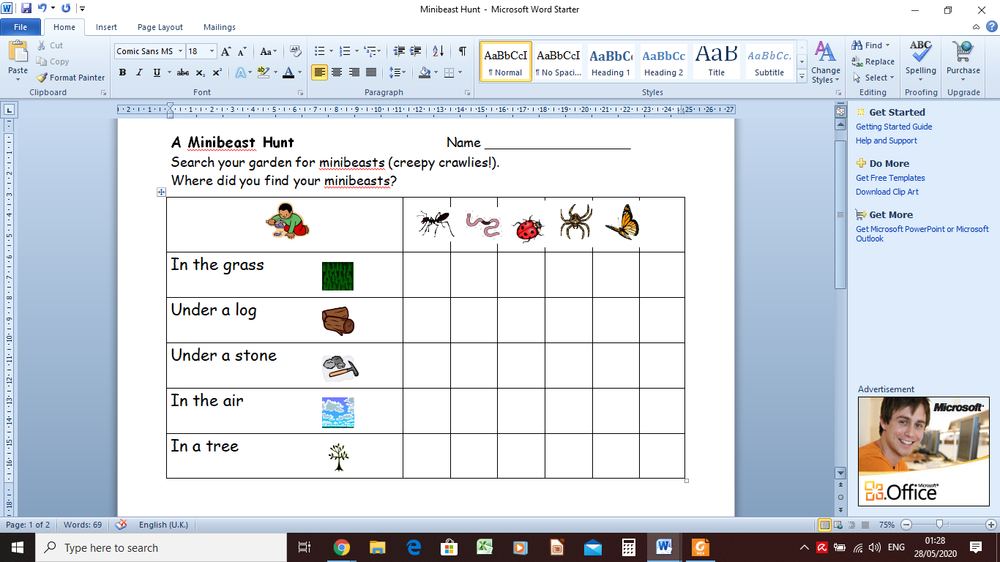 Minibeast Hunt - Microsoft Word Starter
File Home Insert Page Layout Mailings
Paste
Cut
Copy
Format Painter
Clipboard
Comic Sans MS 18
Font
Paragraph
AaBbCcI AaBbCcI AaBbCc AaBbCc AaB AaBbCc.
¶ Normal ¶ No Spaci... Heading 1 Heading 2 Title Subtitle
Change Styles
Styles
Find
Replace
Select
Editing
ABC
Spelling
Proofing
Purchase
Upgrade
A Minibeast Hunt Name ____________________
Search your garden for minibeasts (creepy crawlies!).
Where did you find your minibeasts?
In the grass
Under a log
Under a stone
In the air
In a tree
Get Started
Getting Started Guide
Help and Support
Do More
Get Free Templates
Download Clip Art
Get More
Get Microsoft PowerPoint or Microsoft
Outlook
Advertisement
Microsoft
Microsoft
Office
Page: 1 of 2 Words: 69 English (U.K.) 75%
Type here to search
ENG
01:28
28/05/2020